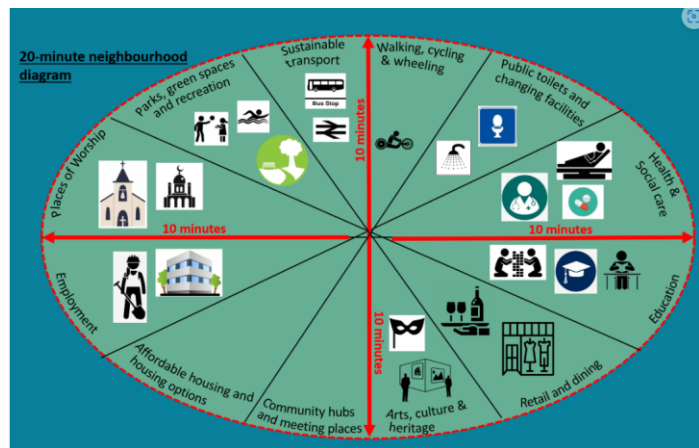 20-minute neighbourhood
diagram
Sustainable
transport
Walking, cycling
& wheeling
Public toilets and
changing facilities
Health &
Social care
Education
Retail and dining
Arts, culture &
heritage
Community hubs
and meeting places
Affordable housing and
housing options
Employment
Places of Worship
Parks, green spaces
and recreation
Bus Stop
10 minutes
10 minutes
10 minutes
10 minutes